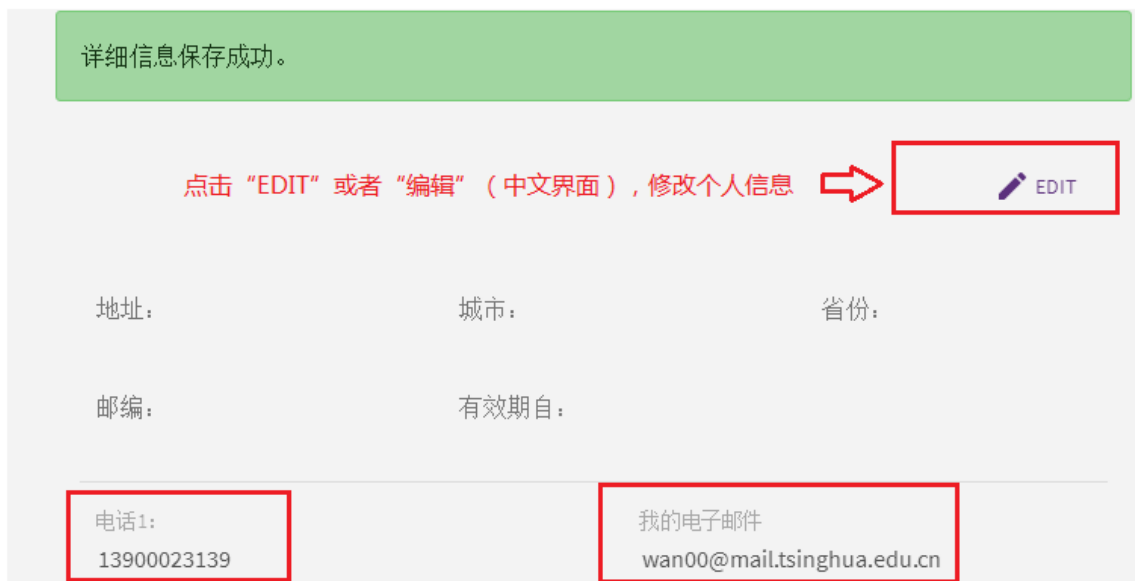 详细信息保存成功。
点击“EDIT”或者“编辑”（中文界面），修改个人信息
EDIT
地址： 城市： 省份：
邮编： 有效期自：
电话1： 我的电子邮件
13900023139 wan00@mail.tsinghua.edu.cn